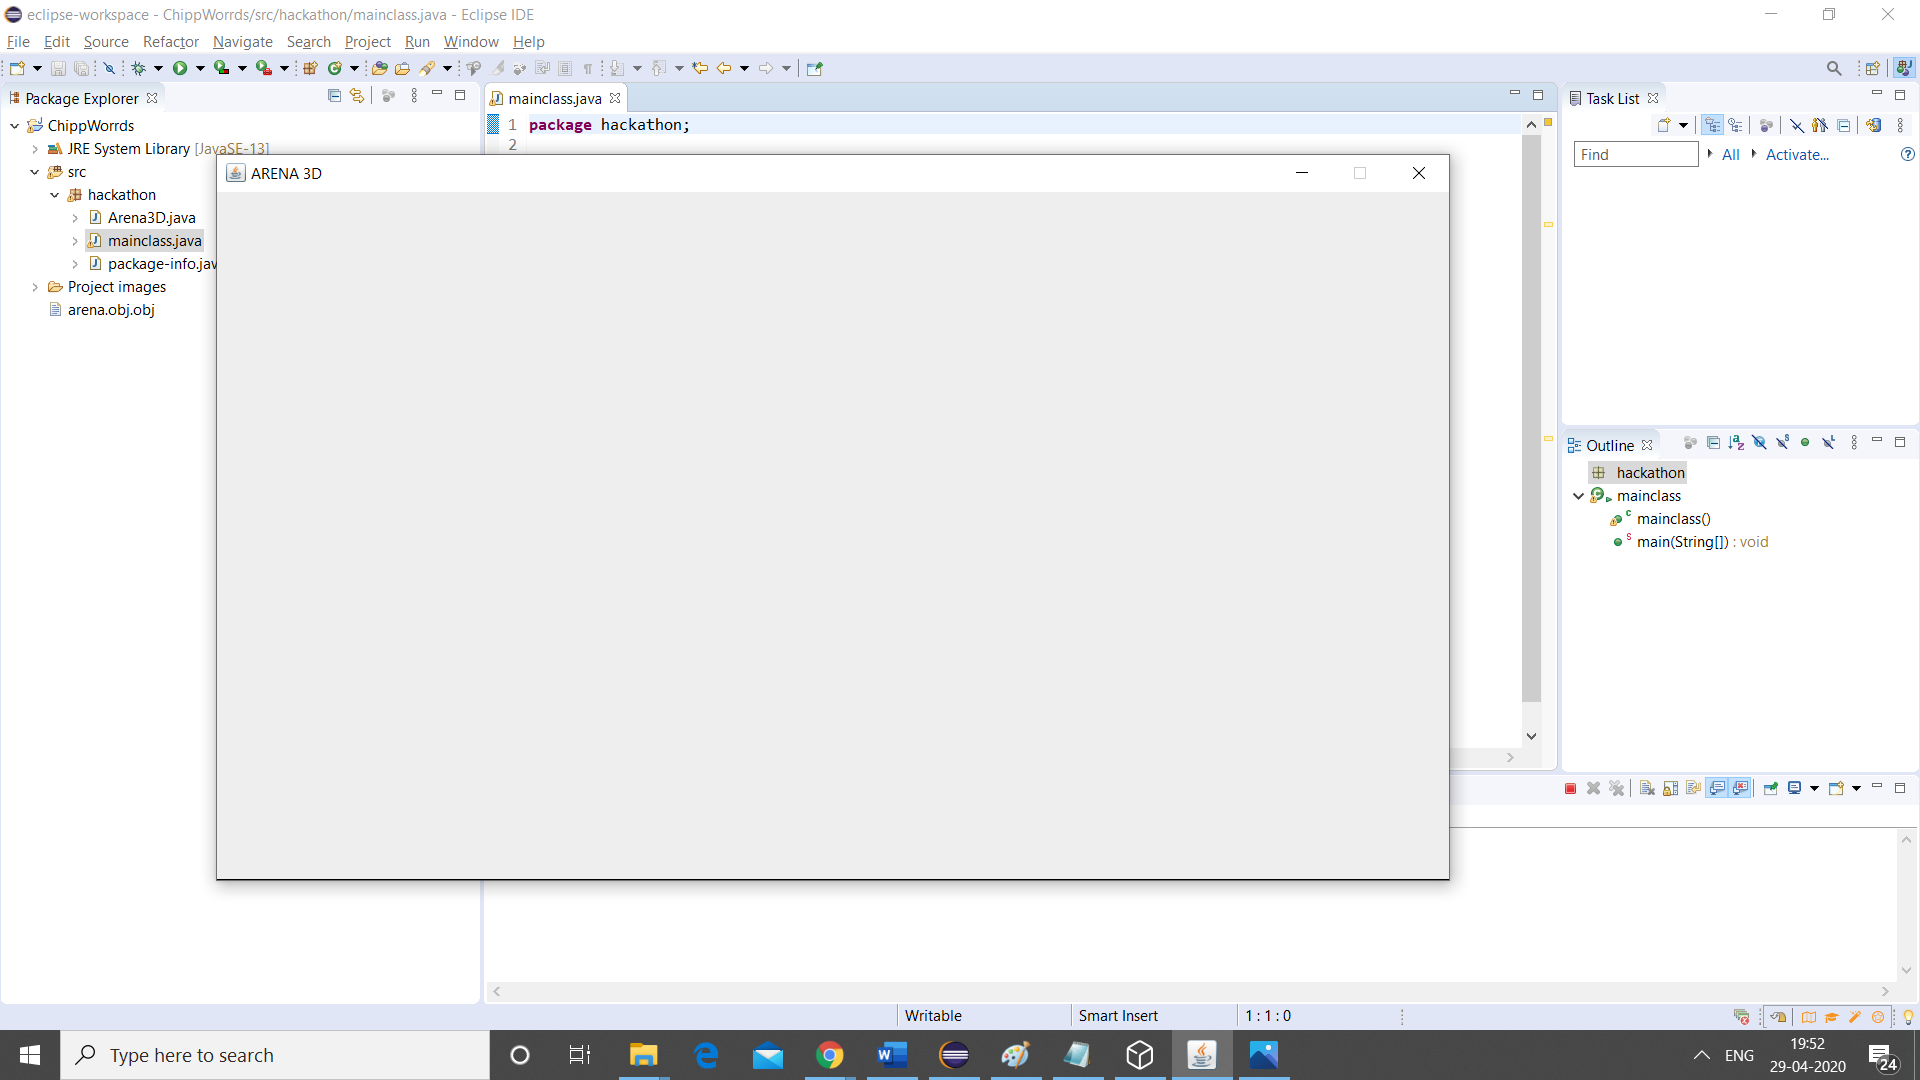 eclipse-workspace - ChippWorrds/src/hackathon/mainclass.java - Eclipse IDE
File Edit Source Refactor Navigate Search Project Run Window Help
Package Explorer
ChippWorrds
JRE System Library [JavaSE-13]
src
hackathon
Arena3D.java
mainclass.java
package-info.jav
Project images
arena.obj.obj
mainclass.java
1 package hackathon;
2
ARENA 3D
Task List
Find All Activate...
Outline
hackathon
mainclass
mainclass()
main(String[]) : void
Writable Smart Insert 1 : 1 : 0
Type here to search
ENG
19:52
29-04-2020
24